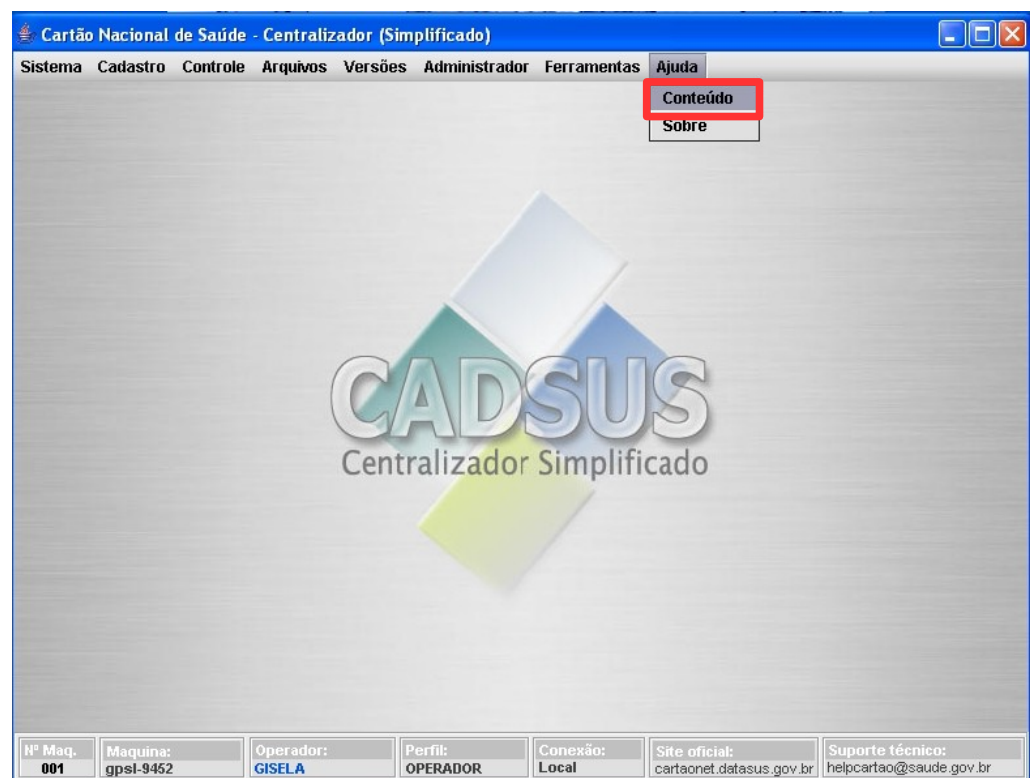 Cartão Nacional de Saúde - Centralizador (Simplificado)
Sistema Cadastro Controle Arquivos Versões Administrador Ferramentas Ajuda
Conteúdo
Sobre
CADSUS
Centralizador Simplificado
Nº Maq. Maquina: Operador: Perfil: Conexão: Site oficial: Suporte técnico:
001 gpsl-9452 GISELA OPERADOR Local cartaonet.datasus.gov.br helpcartao@saude.gov.br